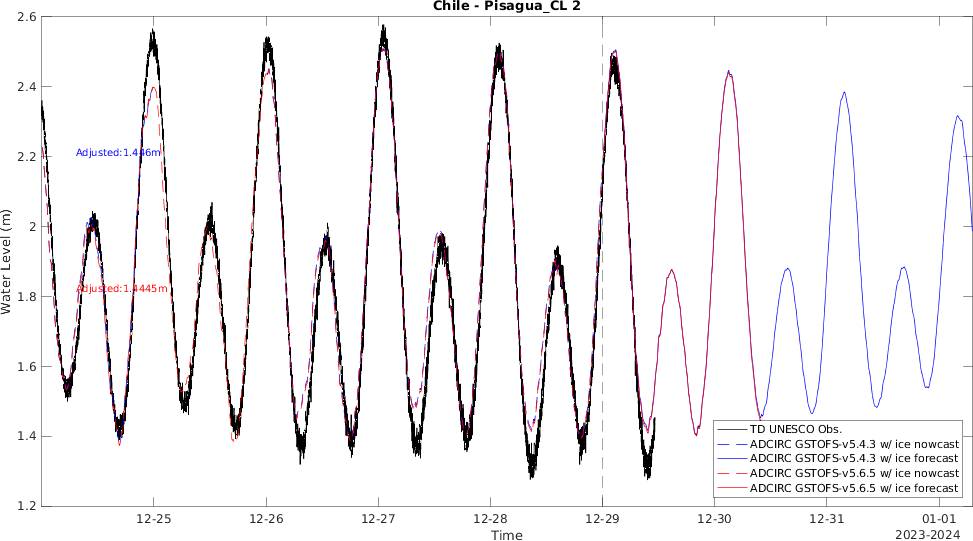 Chile - Pisagua_CL 2
2.6
2.4
2.2
2
1.8
1.6
1.4
1.2
Water Level (m)
Adjusted:1.446m
Adjusted:1.4445m
TD UNESCO Obs.
ADCIRC GSTOFS-v5.4.3 w/ ice nowcast
ADCIRC GSTOFS-v5.4.3 w/ ice forecast
ADCIRC GSTOFS-v5.6.5 w/ ice nowcast
ADCIRC GSTOFS-v5.6.5 w/ ice forecast
12-25 12-26 12-27 12-28 12-29 12-30 12-31 01-01
Time
2023-2024